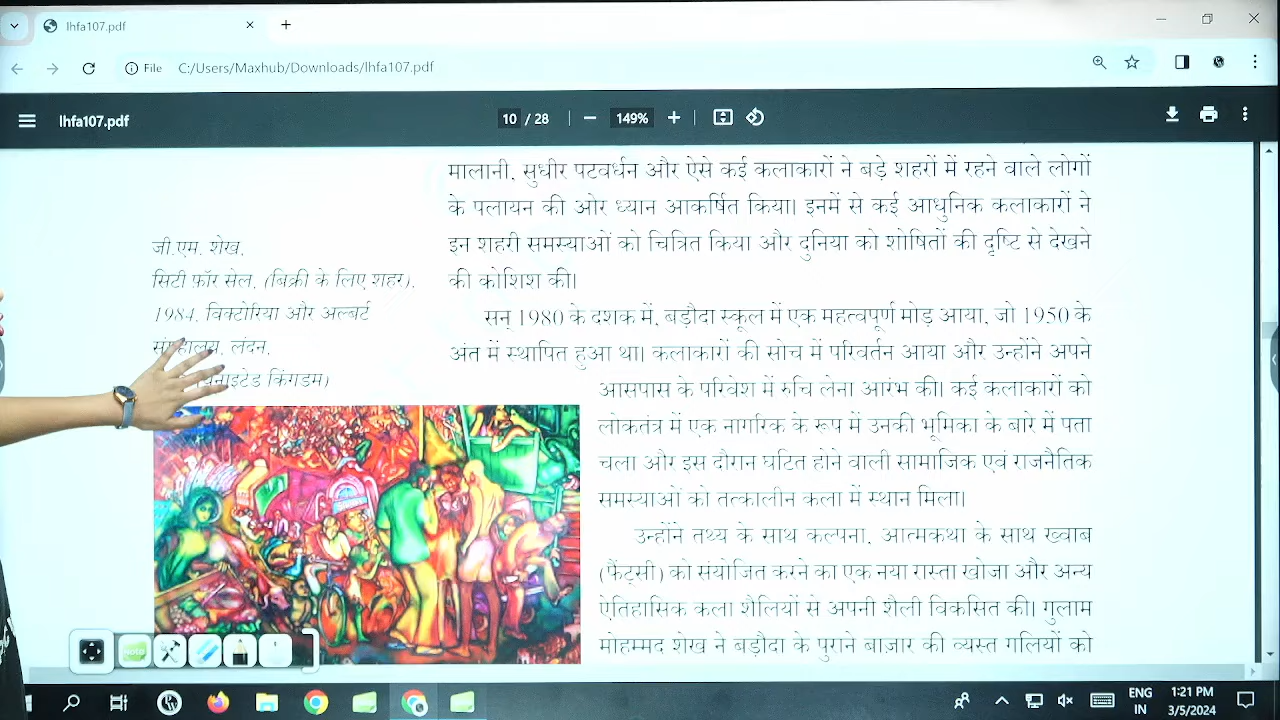 lhfa107.pdf
File C:/Users/Maxhub/Downloads/lhfa107.pdf
lhfa107.pdf
10 / 28
149%
मालानी, सुधीर पटवर्धन और ऐसे कई कलाकारों ने बड़े शहरों में रहने वाले लोगों
के पलायन की ओर ध्यान आकर्षित किया। इनमें से कई आधुनिक कलाकारों ने
इन शहरी समस्याओं को चित्रित किया और दुनिया को शोषितों की दृष्टि से देखने
की कोशिश की।
जी.एम. शेख,
सिटी फ़ॉर सेल, (बिक्री के लिए शहर),
1984, विक्टोरिया और अल्बर्ट
लंदन,
किंगडम)
सन् 1980 के दशक में, बड़ौदा स्कूल में एक महत्वपूर्ण मोड़ आया, जो 1950 के
अंत में स्थापित हुआ था। कलाकारों की सोच में परिवर्तन आया और उन्होंने अपने
आसपास के परिवेश में रुचि लेना आरंभ की। कई कलाकारों को
लोकतंत्र में एक नागरिक के रूप में उनकी भूमिका के बारे में पता
चला और इस दौरान घटित होने वाली सामाजिक एवं राजनैतिक
समस्याओं को तत्कालीन कला में स्थान मिला।
उन्होंने तथ्य के साथ कल्पना, आत्मकथा के साथ ख्वाब
(फैंट्सी) को संयोजित करने का एक नया रास्ता खोजा और अन्य
ऐतिहासिक कला शैलियों से अपनी शैली विकसित की। गुलाम
मोहम्मद शेख ने बड़ौदा के पुराने बाज़ार की व्यस्त गलियों को
Note
ENG
IN
1:21 PM
3/5/2024